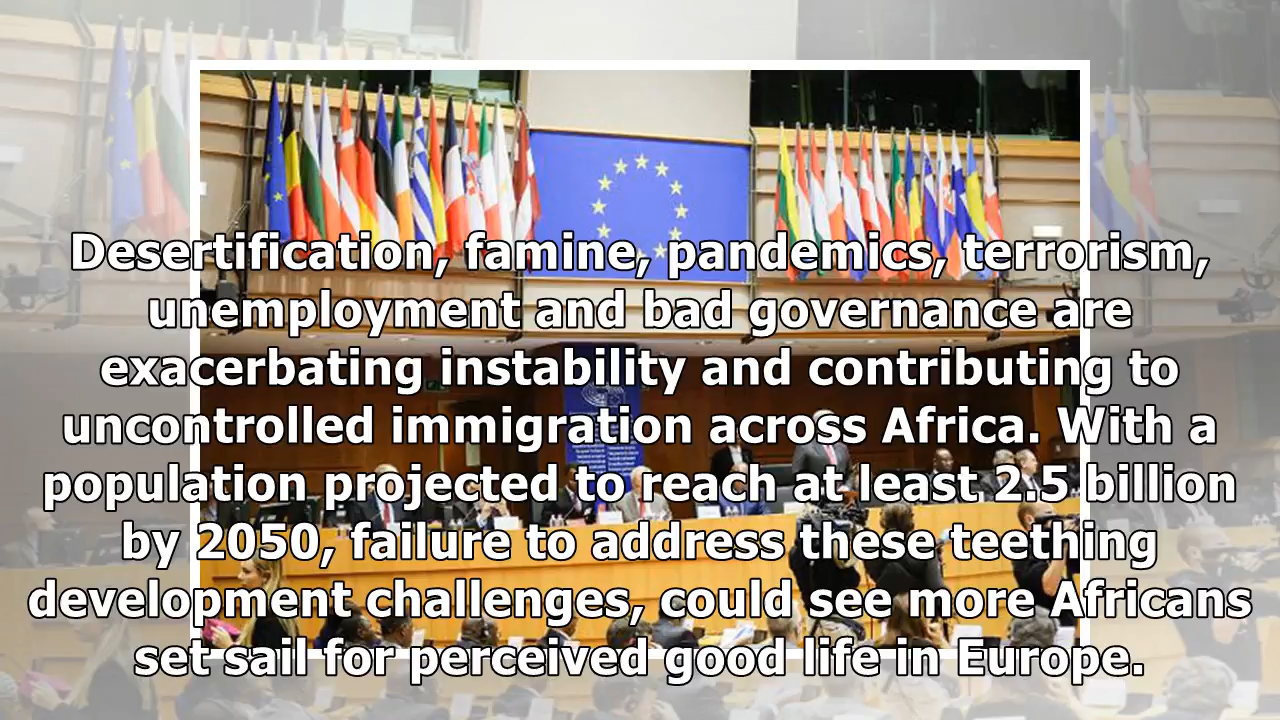 Desertification, famine, pandemics, terrorism,
unemployment and bad governance are
exacerbating instability and contributing to
uncontrolled immigration across Africa. With a
population projected to reach at least 2.5 billion
by 2050, failure to address these teething
development challenges, could see more Africans
set sail for perceived good life in Europe.